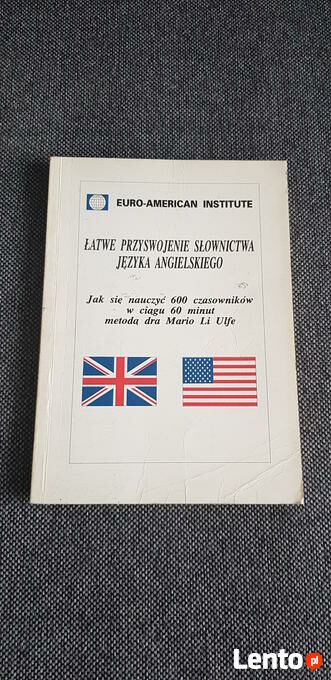 EURO-AMERICAN INSTITUTE
ŁATWE PRZYSWOJENIE SŁOWNICTWA
JĘZYKA ANGIELSKIEGO
Jak się nauczyć 600 czasowników
w ciągu 60 minut
metodą dra Mario Li Ulfe
Lento.pl